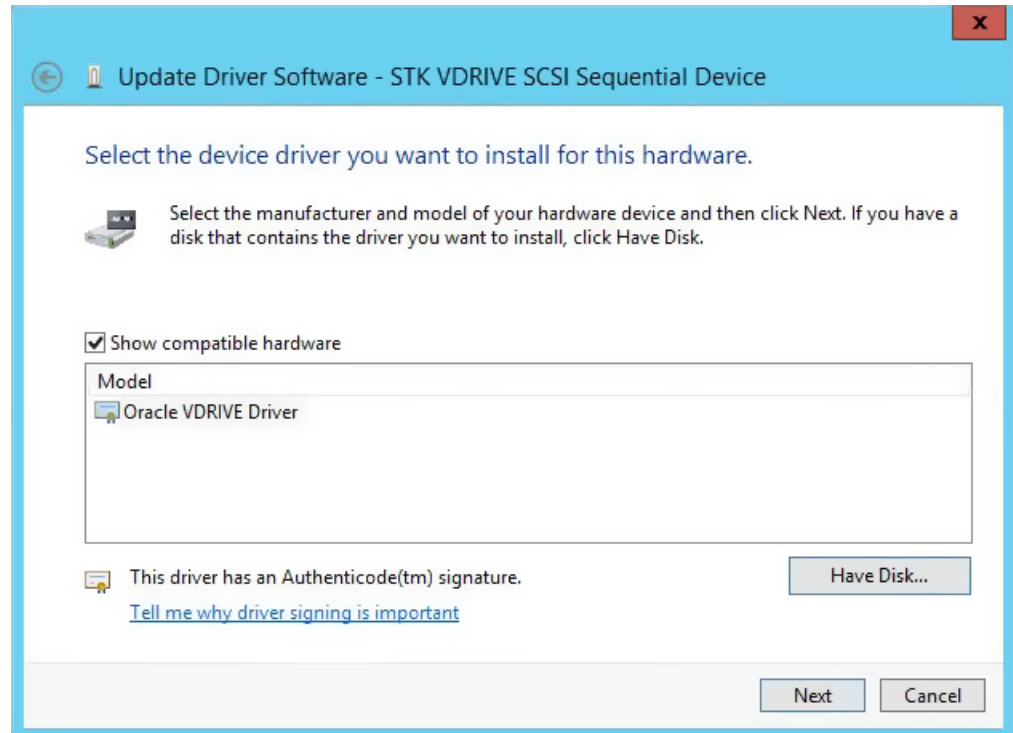 x
Update Driver Software - STK VDRIVE SCSI Sequential Device
Select the device driver you want to install for this hardware.
Select the manufacturer and model of your hardware device and then click Next. If you have a
disk that contains the driver you want to install, click Have Disk.
Show compatible hardware
Model
Oracle VDRIVE Driver
This driver has an Authenticode(tm) signature.
Have Disk...
Tell me why driver signing is important
Next
Cancel